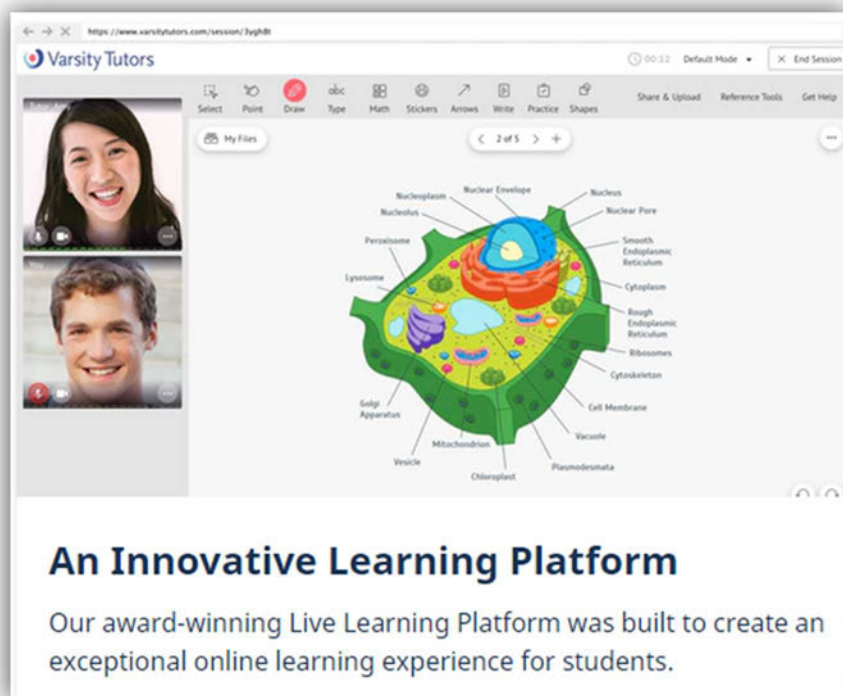 https://www.varsitytutors.com/session/3ygh8t
Varsity Tutors
00:12 Default Mode End Session
Select Point Draw Type Math Stickers Arrows Write Practice Shapes Share & Upload Reference Tools Get Help
abc
My Files
2 of 5
Nuclear Envelope
Nucleoplasm
Nucleus
Nucleolus
Nuclear Pore
Peroxisome
Smooth
Endoplasmic
Reticulum
Lysosome
Cytoplasm
Rough
Endoplasmic
Reticulum
Ribosomes
Cytoskeleton
Golgi
Apparatus
Cell Membrane
Mitochondrion
Vacuole
Vesicle
Plasmodesmata
Chloroplast
An Innovative Learning Platform
Our award-winning Live Learning Platform was built to create an
exceptional online learning experience for students.